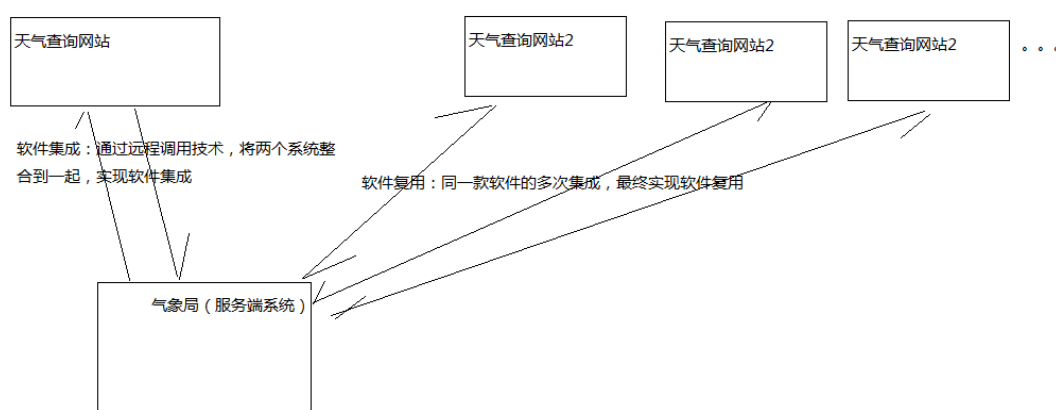 天气查询网站
天气查询网站2
天气查询网站2
天气查询网站2
。。。
软件集成：通过远程调用技术，将两个系统整
合到一起，实现软件集成
软件复用：同一款软件的多次集成，最终实现软件复用
气象局（服务端系统）